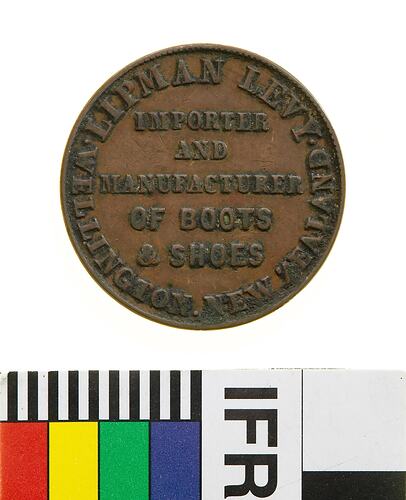 LIPMAN LEVY.
IMPORTER
AND
MANUFACTURER
OF BOOTS
& SHOES
WELLINGTON. NEW ZEALAND
IFR